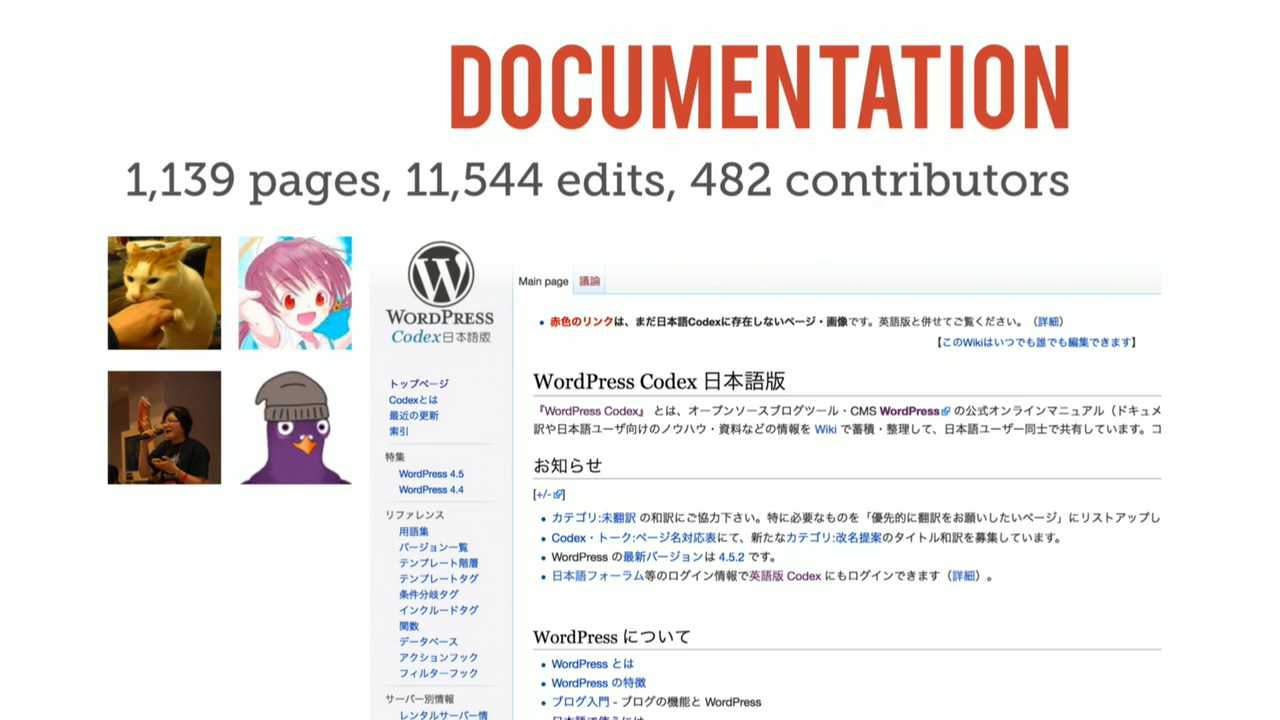 DOCUMENTATION
1,139 pages, 11,544 edits, 482 contributors
WORDPRESS
Codex日本語版
トップページ
Codexとは
最近の更新
索引
特集
WordPress 4.5
WordPress 4.4
リファレンス
用語集
バージョン一覧
テンプレート階層
テンプレートタグ
条件分岐タグ
インクルードタグ
関数
データベース
アクションフック
フィルターフック
サーバー別情報
レンタルサーバー情
Main page 議論
赤色のリンクは、まだ日本語Codexに存在しないページ・画像です。英語版と併せてご覧ください。（詳細）
【このWikiはいつでも誰でも編集できます】
WordPress Codex 日本語版
『WordPress Codex』 とは、オープンソースブログツール・CMS WordPress の公式オンラインマニュアル（ドキュメ
訳や日本語ユーザ向けのノウハウ・資料などの情報を Wiki で蓄積・整理して、日本語ユーザー同士で共有しています。コ
お知らせ
[+/-]
カテゴリ:未翻訳 の和訳にご協力下さい。特に必要なものを「優先的に翻訳をお願いしたいページ」にリストアップし
Codex・トーク:ページ名対応表にて、新たなカテゴリ:改名提案のタイトル和訳を募集しています。
WordPress の最新バージョンは 4.5.2 です。
日本語フォーラム等のログイン情報で英語版 Codex にもログインできます（詳細）。
WordPress について
WordPress とは
WordPress の特徴
ブログ入門 - ブログの機能と WordPress